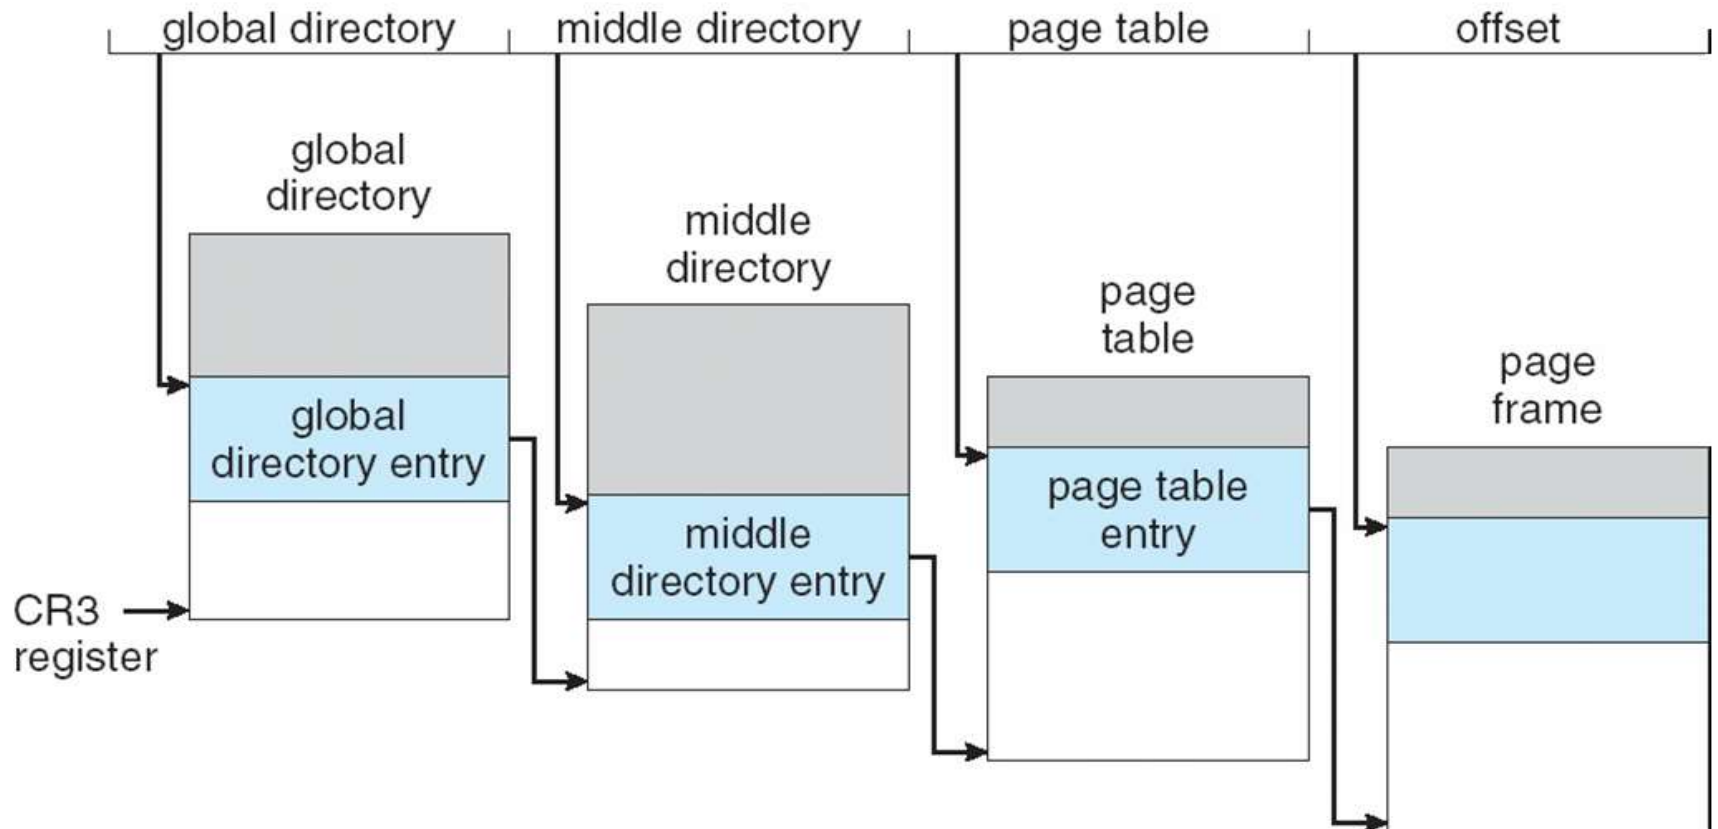 global directory
middle directory
page table
offset
global
directory
middle
directory
page
table
page
frame
global
directory entry
page table
entry
middle
directory entry
CR3
register